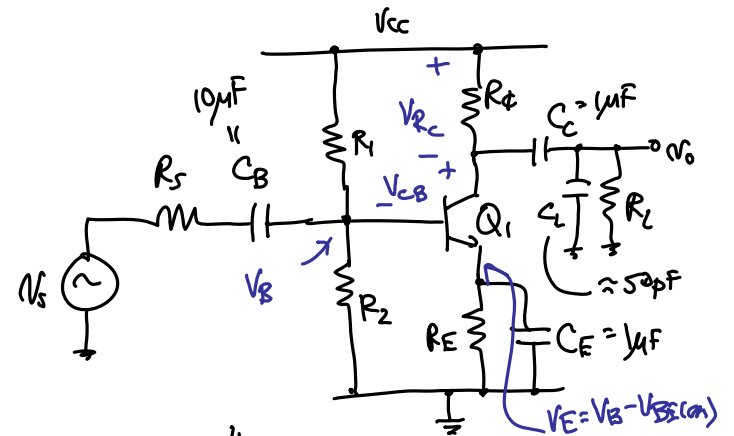 Vcc
+
10μF
"
R¢
Cc = 1μF
VRc
R1
Rs
CB
−
+
vo
VCB
−
Q1
CL
RL
vs
VB
R2
≈ 50pF
RE
CE = 1μF
VE = VB − VBE(on)